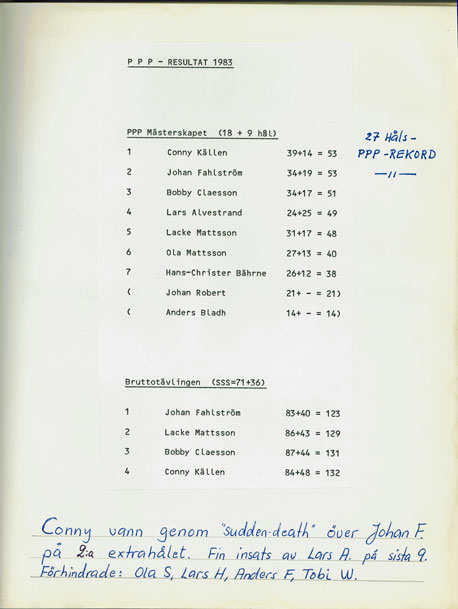 P P P - RESULTAT 1983
PPP Mästerskapet (18 + 9 hål)
1 Conny Källen 39+14 = 53
2 Johan Fahlström 34+19 = 53
3 Bobby Claesson 34+17 = 51
4 Lars Alvestrand 24+25 = 49
5 Lacke Mattsson 31+17 = 48
6 Ola Mattsson 27+13 = 40
7 Hans-Christer Bährne 26+12 = 38
( Johan Robert 21+ - = 21)
( Anders Bladh 14+ - = 14)
27 Håls-
PPP-REKORD
—"—
Bruttotävlingen (SSS=71+36)
1 Johan Fahlström 83+40 = 123
2 Lacke Mattsson 86+43 = 129
3 Bobby Claesson 87+44 = 131
4 Conny Källen 84+48 = 132
Conny vann genom "sudden-death" över Johan F.
på 2:a extrahålet. Fin insats av Lars A. på sista 9.
Förhindrade: Ola S, Lars H, Anders F, Tobi W.